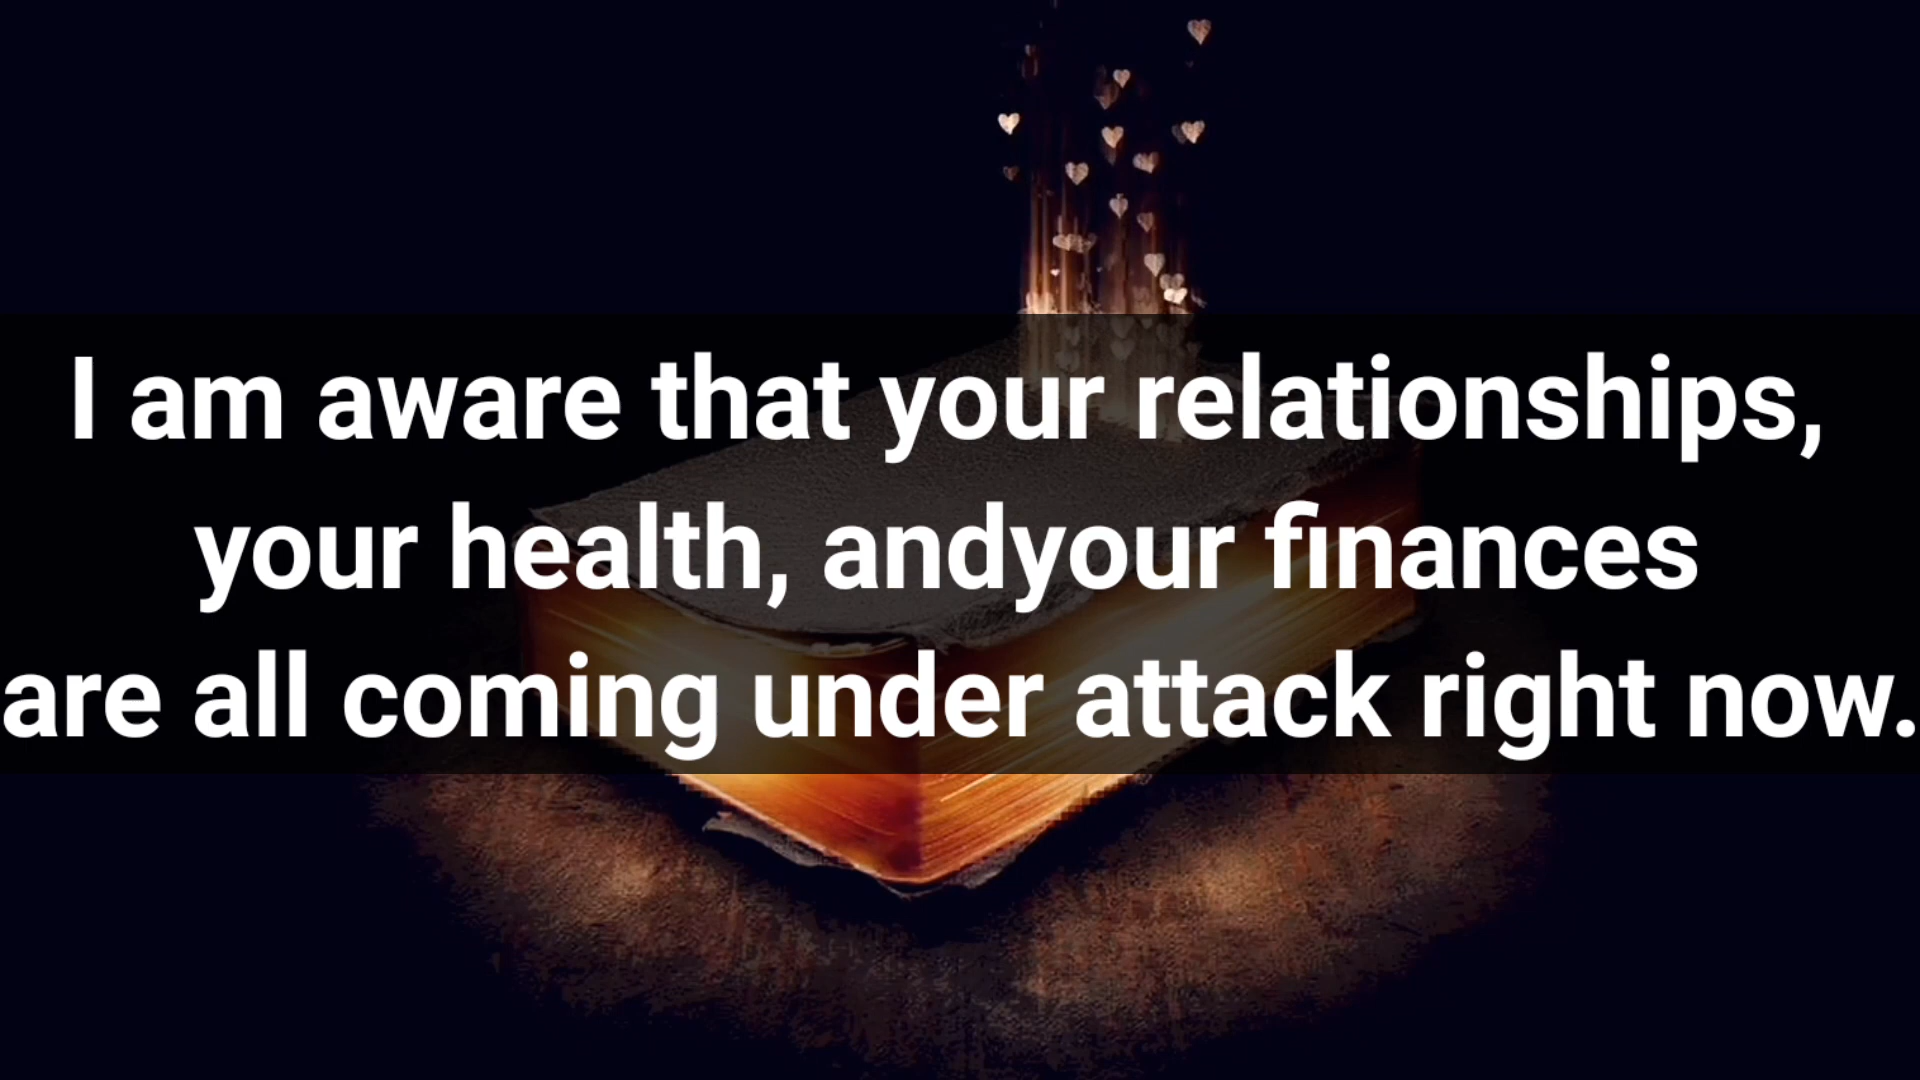 I am aware that your relationships,
your health, andyour finances
are all coming under attack right now.